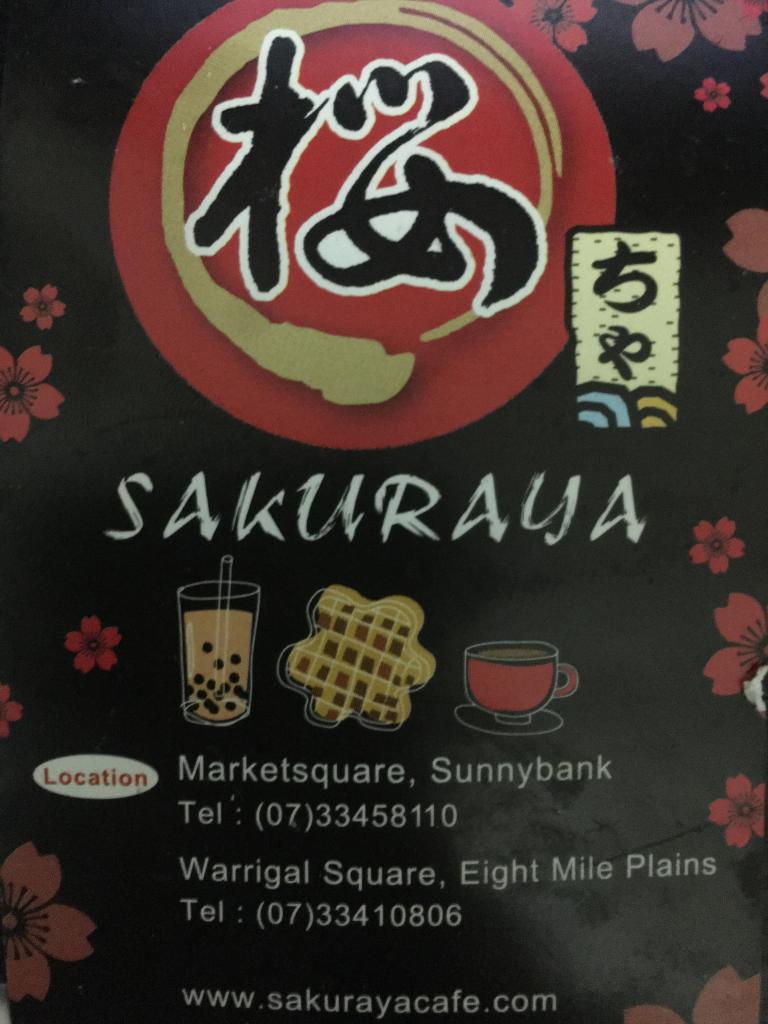 桜
ちゃ
SAKURAYA
Location
Marketsquare, Sunnybank
Tel : (07)33458110
Warrigal Square, Eight Mile Plains
Tel : (07)33410806
www.sakurayacafe.com